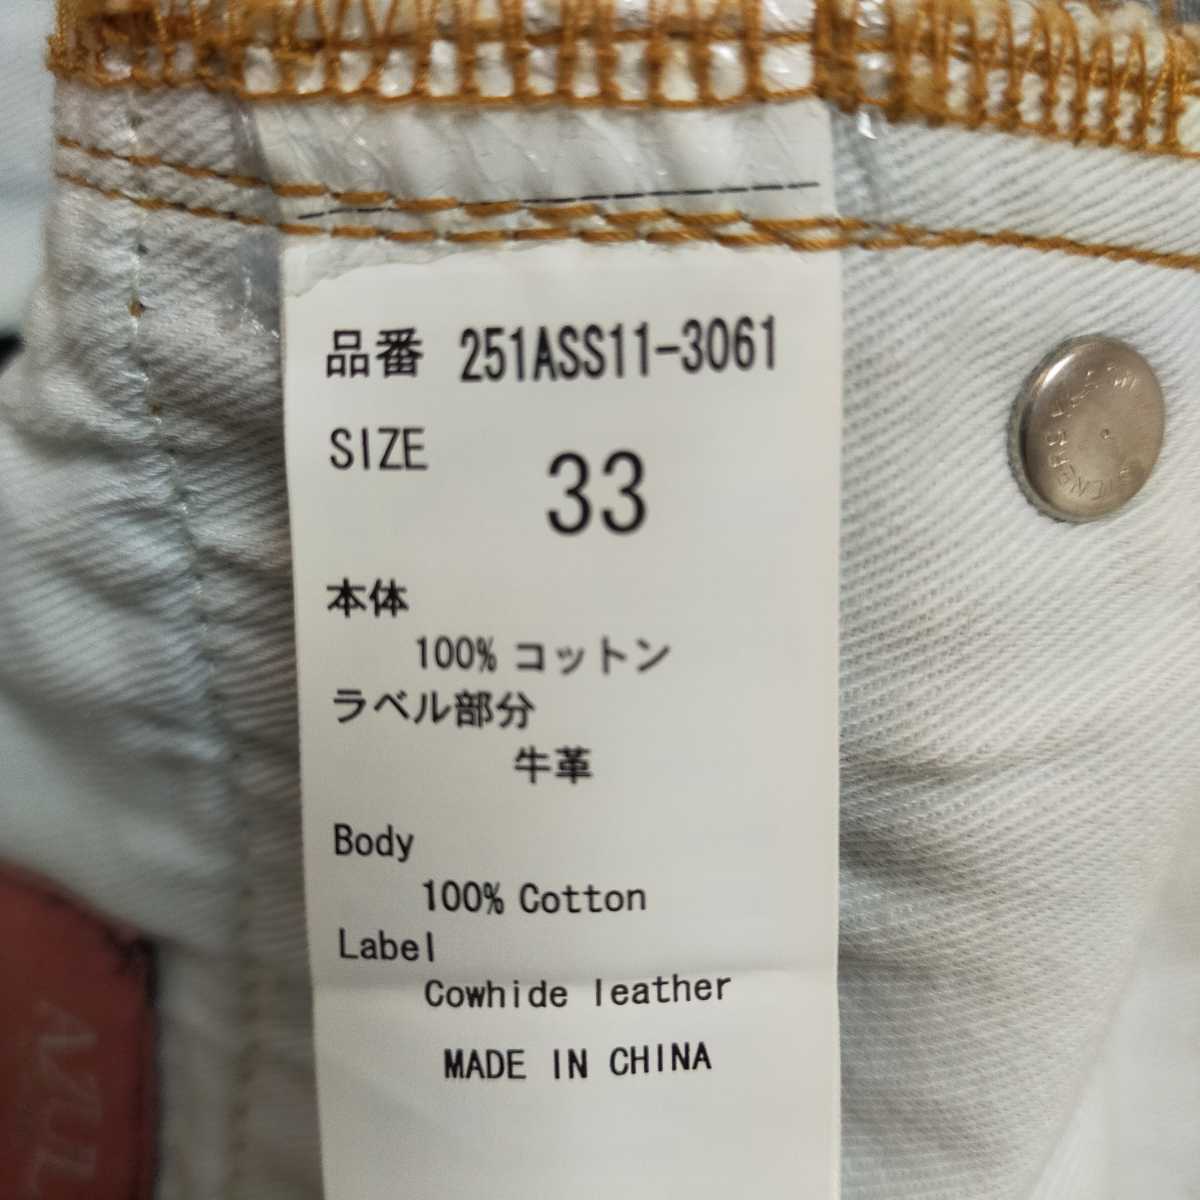 品番 251ASS11-3061
SIZE
33
本体
100% コットン
ラベル部分
牛革
Body
100% Cotton
Label
Cowhide leather
MADE IN CHINA